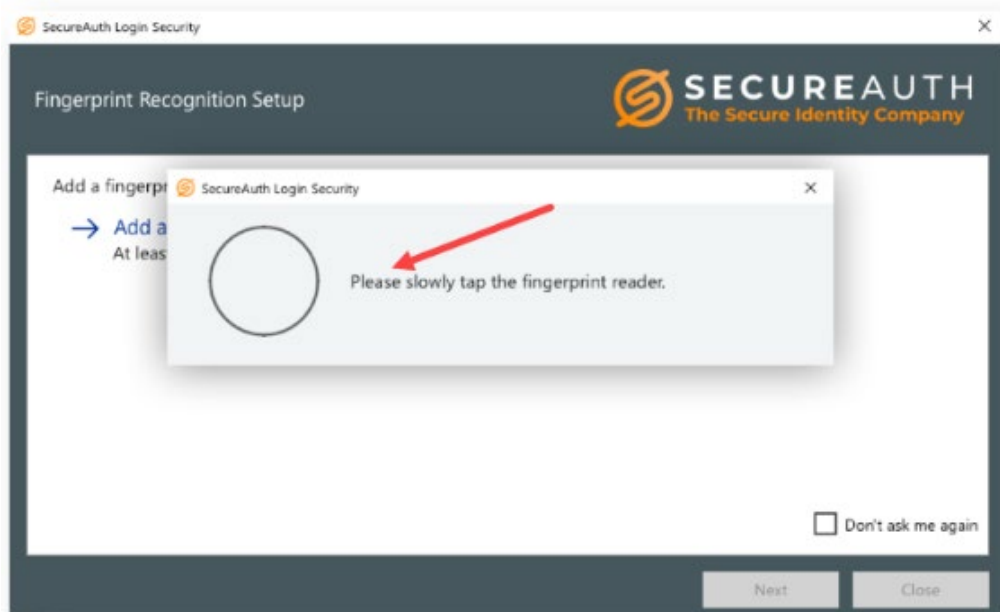 SecureAuth Login Security
Fingerprint Recognition Setup
SECUREAUTH
The Secure Identity Company
Add a fingerpr
SecureAuth Login Security
Add a
At leas
Please slowly tap the fingerprint reader.
Don't ask me again
Next
Close